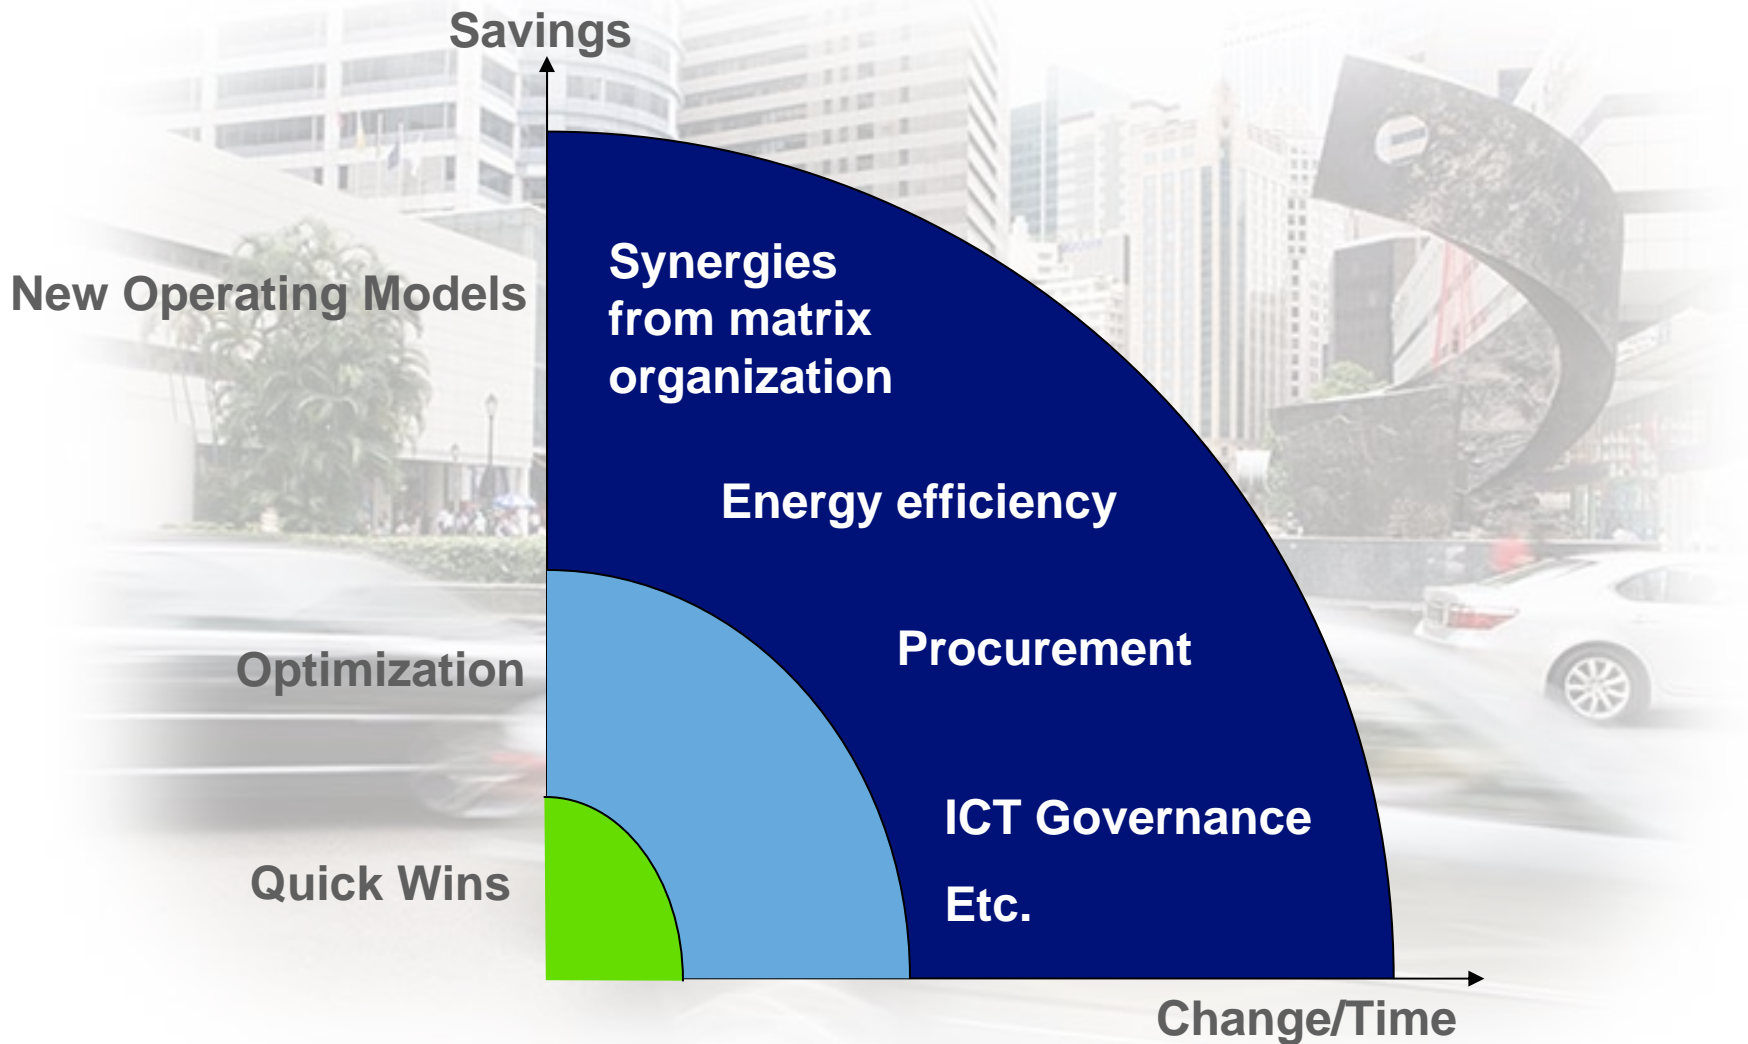 Savings
New Operating Models
Synergies
from matrix
organization
Energy efficiency
Optimization
Procurement
Quick Wins
ICT Governance
Etc.
Change/Time